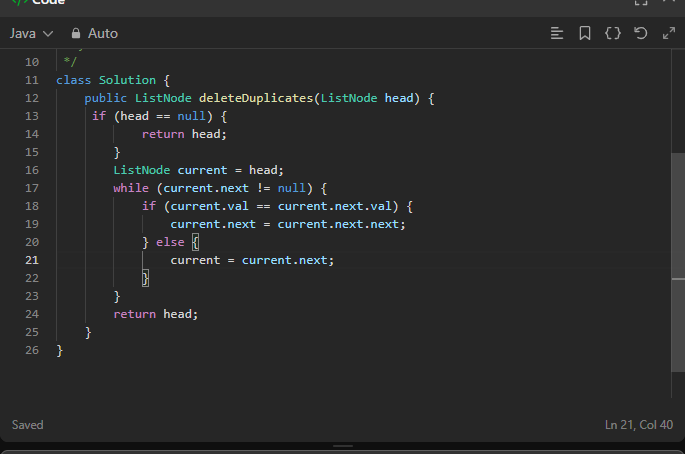 </> Code
Java Auto
10 */
11 class Solution {
12 public ListNode deleteDuplicates(ListNode head) {
13 if (head == null) {
14 return head;
15 }
16 ListNode current = head;
17 while (current.next != null) {
18 if (current.val == current.next.val) {
19 current.next = current.next.next;
20 } else {
21 current = current.next;
22 }
23 }
24 return head;
25 }
26 }
Saved Ln 21, Col 40